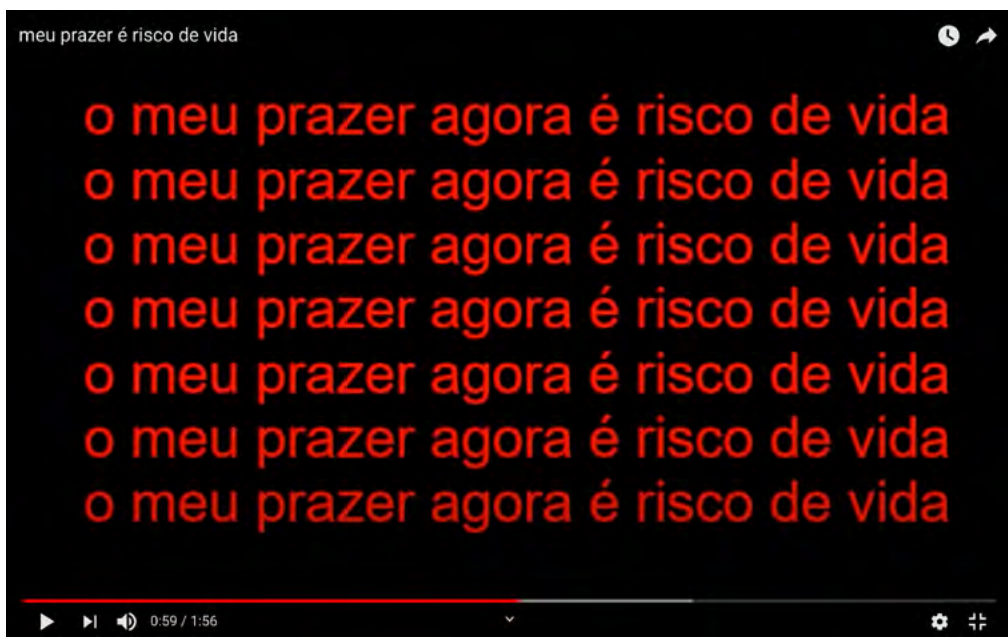 meu prazer é risco de vida
o meu prazer agora é risco de vida
o meu prazer agora é risco de vida
o meu prazer agora é risco de vida
o meu prazer agora é risco de vida
o meu prazer agora é risco de vida
o meu prazer agora é risco de vida
o meu prazer agora é risco de vida
0:59 / 1:56